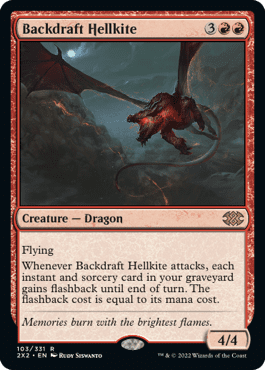 Backdraft Hellkite 3
Creature — Dragon
Flying
Whenever Backdraft Hellkite attacks, each
instant and sorcery card in your graveyard
gains flashback until end of turn. The
flashback cost is equal to its mana cost.
Memories burn with the brightest flames.
4/4
103/331 R
2X2 • EN Rudy Siswanto
™ & © 2022 Wizards of the Coast